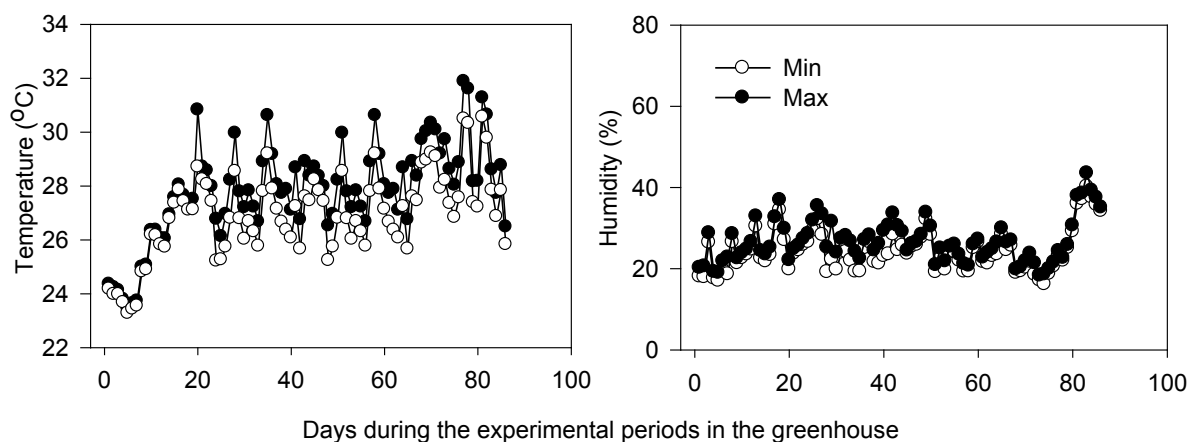 34
32
30
28
26
24
22
Temperature (ºC)
0 20 40 60 80 100
80
60
40
20
0
Humidity (%)
Min
Max
0 20 40 60 80 100
Days during the experimental periods in the greenhouse